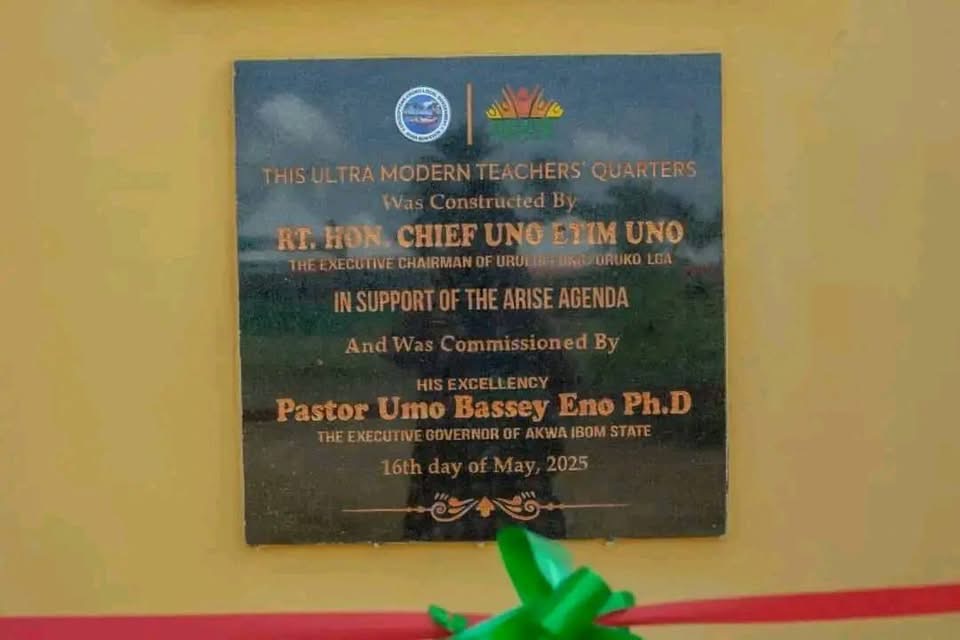 THIS ULTRA MODERN TEACHERS' QUARTERS
Was Constructed By
RT. HON. CHIEF UNO ETIM UNO
THE EXECUTIVE CHAIRMAN OF ORUKO LGA
IN SUPPORT OF THE ARISE AGENDA
And Was Commissioned By
HIS EXCELLENCY
Pastor Umo Bassey Eno Ph.D
THE EXECUTIVE GOVERNOR OF AKWA IBOM STATE
16th day of May, 2025